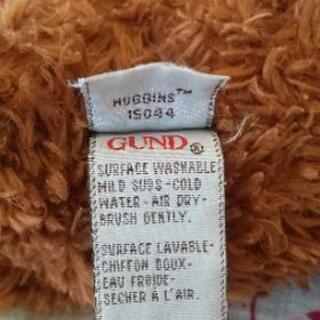 HUGGINS™
15044
GUND®
SURFACE WASHABLE
MILD SUDS-COLD
WATER-AIR DRY-
BRUSH GENTLY.
SURFACE LAVABLE-
CHIFFON DOUX-
EAU FROIDE-
SECHER A L'AIR.